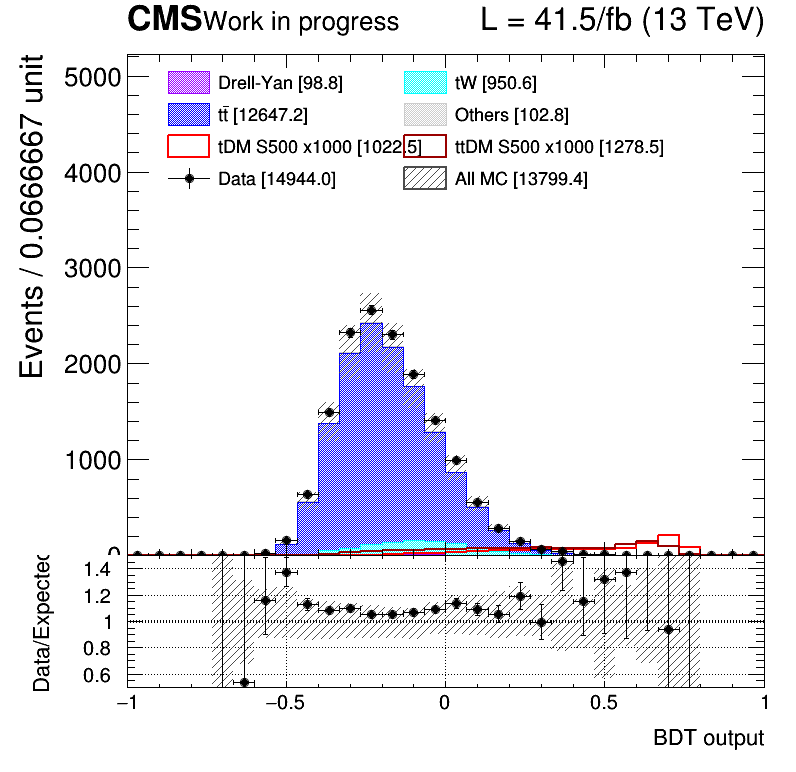 CMS Work in progress L = 41.5/fb (13 TeV)
Events / 0.0666667 unit
5000
4000
3000
2000
1000
0
Drell-Yan [98.8] tW [950.6]
tt̄ [12647.2] Others [102.8]
tDM S500 x1000 [1022.5] ttDM S500 x1000 [1278.5]
Data [14944.0] All MC [13799.4]
Data/Expected
1.4
1.2
1
0.8
0.6
−1 −0.5 0 0.5 1
BDT output